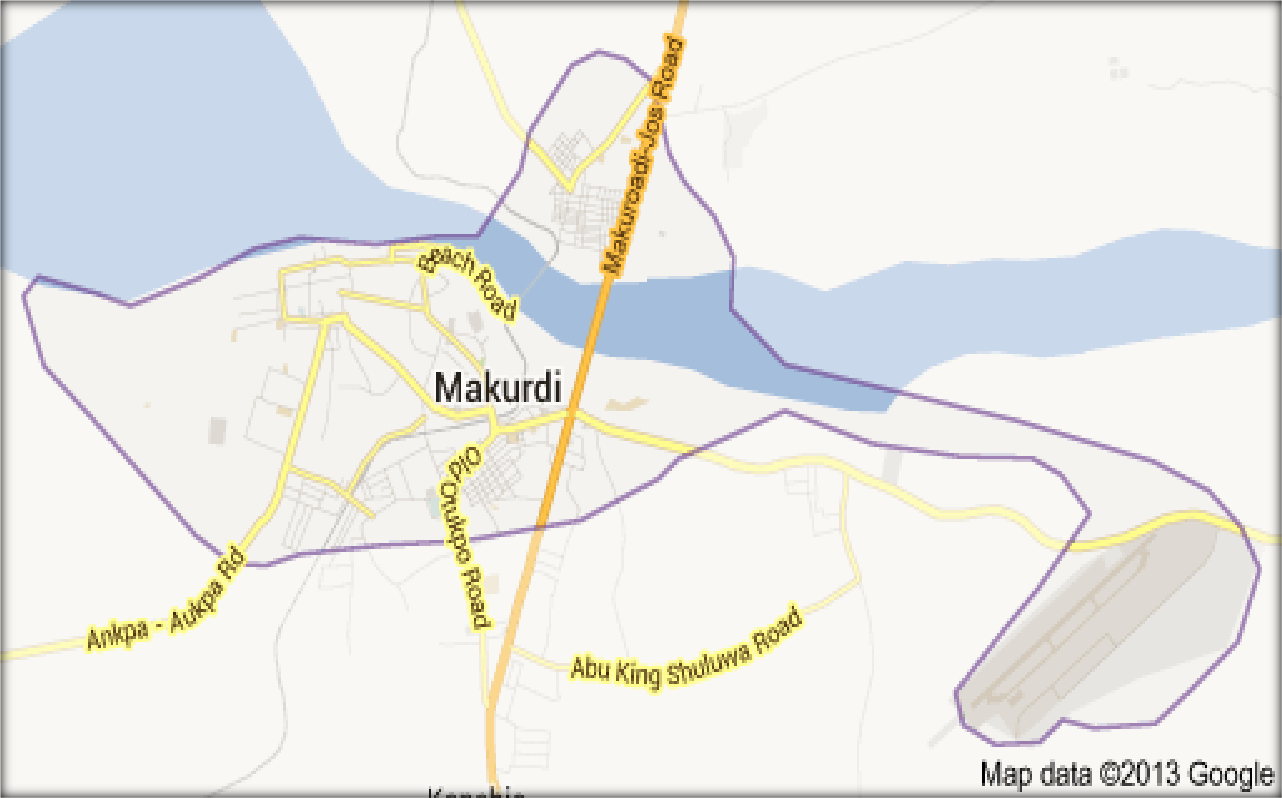 Makuroadi-Jos Road
Beach Road
Makurdi
Old Otukpo Road
Ankpa - Aukpa Rd
Abu King Shuluwa Road
Map data ©2013 Google